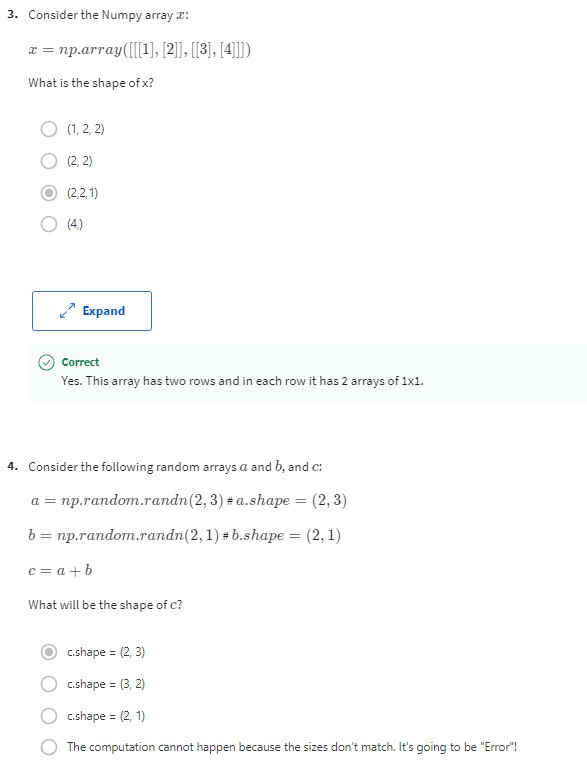 3. Consider the Numpy array x:
x = np.array([[[1], [2]], [[3], [4]]])
What is the shape of x?
(1, 2, 2)
(2, 2)
(2,2, 1)
(4,)
Expand
Correct
Yes. This array has two rows and in each row it has 2 arrays of 1x1.
4. Consider the following random arrays a and b, and c:
a = np.random.randn(2, 3) # a.shape = (2, 3)
b = np.random.randn(2, 1) # b.shape = (2, 1)
c = a + b
What will be the shape of c?
c.shape = (2, 3)
c.shape = (3, 2)
c.shape = (2, 1)
The computation cannot happen because the sizes don't match. It's going to be "Error"!